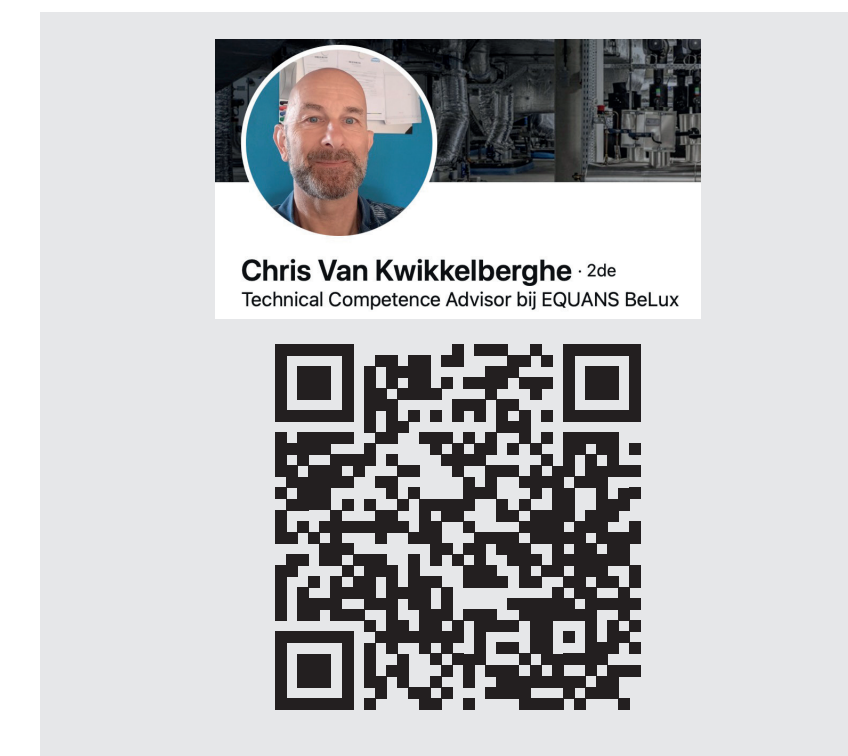 Chris Van Kwikkelberghe · 2de
Technical Competence Advisor bij EQUANS BeLux